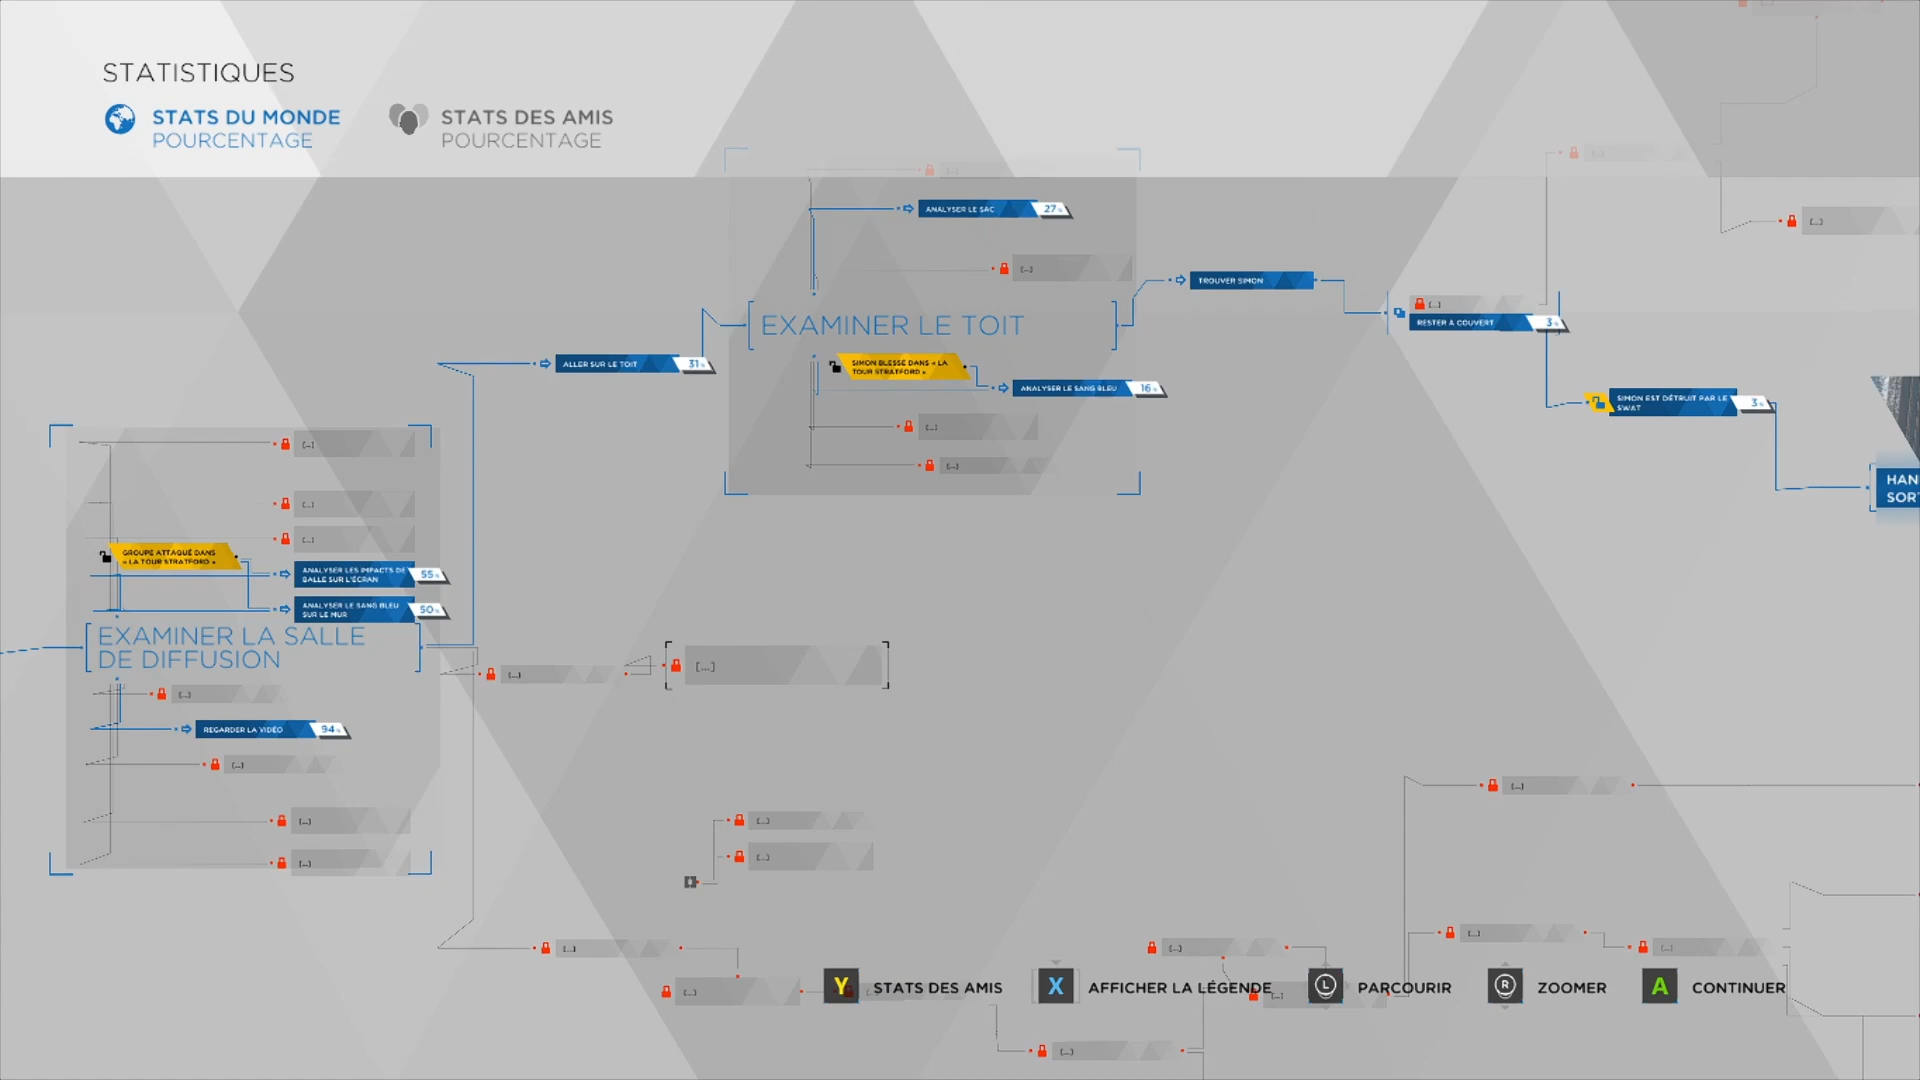 STATISTIQUES
STATS DU MONDE
POURCENTAGE
STATS DES AMIS
POURCENTAGE
[...]
ANALYSER LE SAC 27%
[...]
[...]
[...]
TROUVER SIMON
[...]
RESTER À COUVERT 3%
EXAMINER LE TOIT
ALLER SUR LE TOIT 31%
SIMON BLESSÉ DANS « LA
TOUR STRATFORD »
ANALYSER LE SANG BLEU 16%
[...]
[...]
SIMON EST DÉTRUIT PAR LE
SWAT 3%
HAN
SORT
[...]
[...]
[...]
GROUPE ATTAQUÉ DANS
« LA TOUR STRATFORD »
ANALYSER LES IMPACTS DE
BALLE SUR L'ÉCRAN 55%
ANALYSER LE SANG BLEU
SUR LE MUR 50%
EXAMINER LA SALLE
DE DIFFUSION
[...]
[...]
[...]
REGARDER LA VIDÉO 94%
[...]
[...]
[...]
[...]
[...]
[...]
[...]
[...]
[...]
[...]
[...]
[...]
[...]
Y STATS DES AMIS
X AFFICHER LA LÉGENDE
L PARCOURIR
R ZOOMER
A CONTINUER
[...]